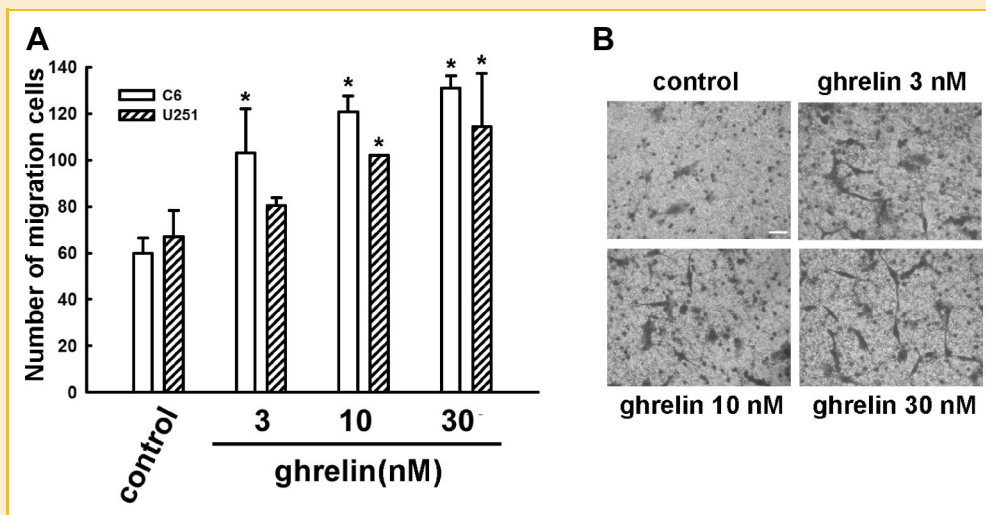 A
Number of migration cells
140
120
100
80
60
40
20
0
C6
U251
*
*
*
*
*
control
3
10
30
ghrelin(nM)
B
control
ghrelin 3 nM
ghrelin 10 nM
ghrelin 30 nM